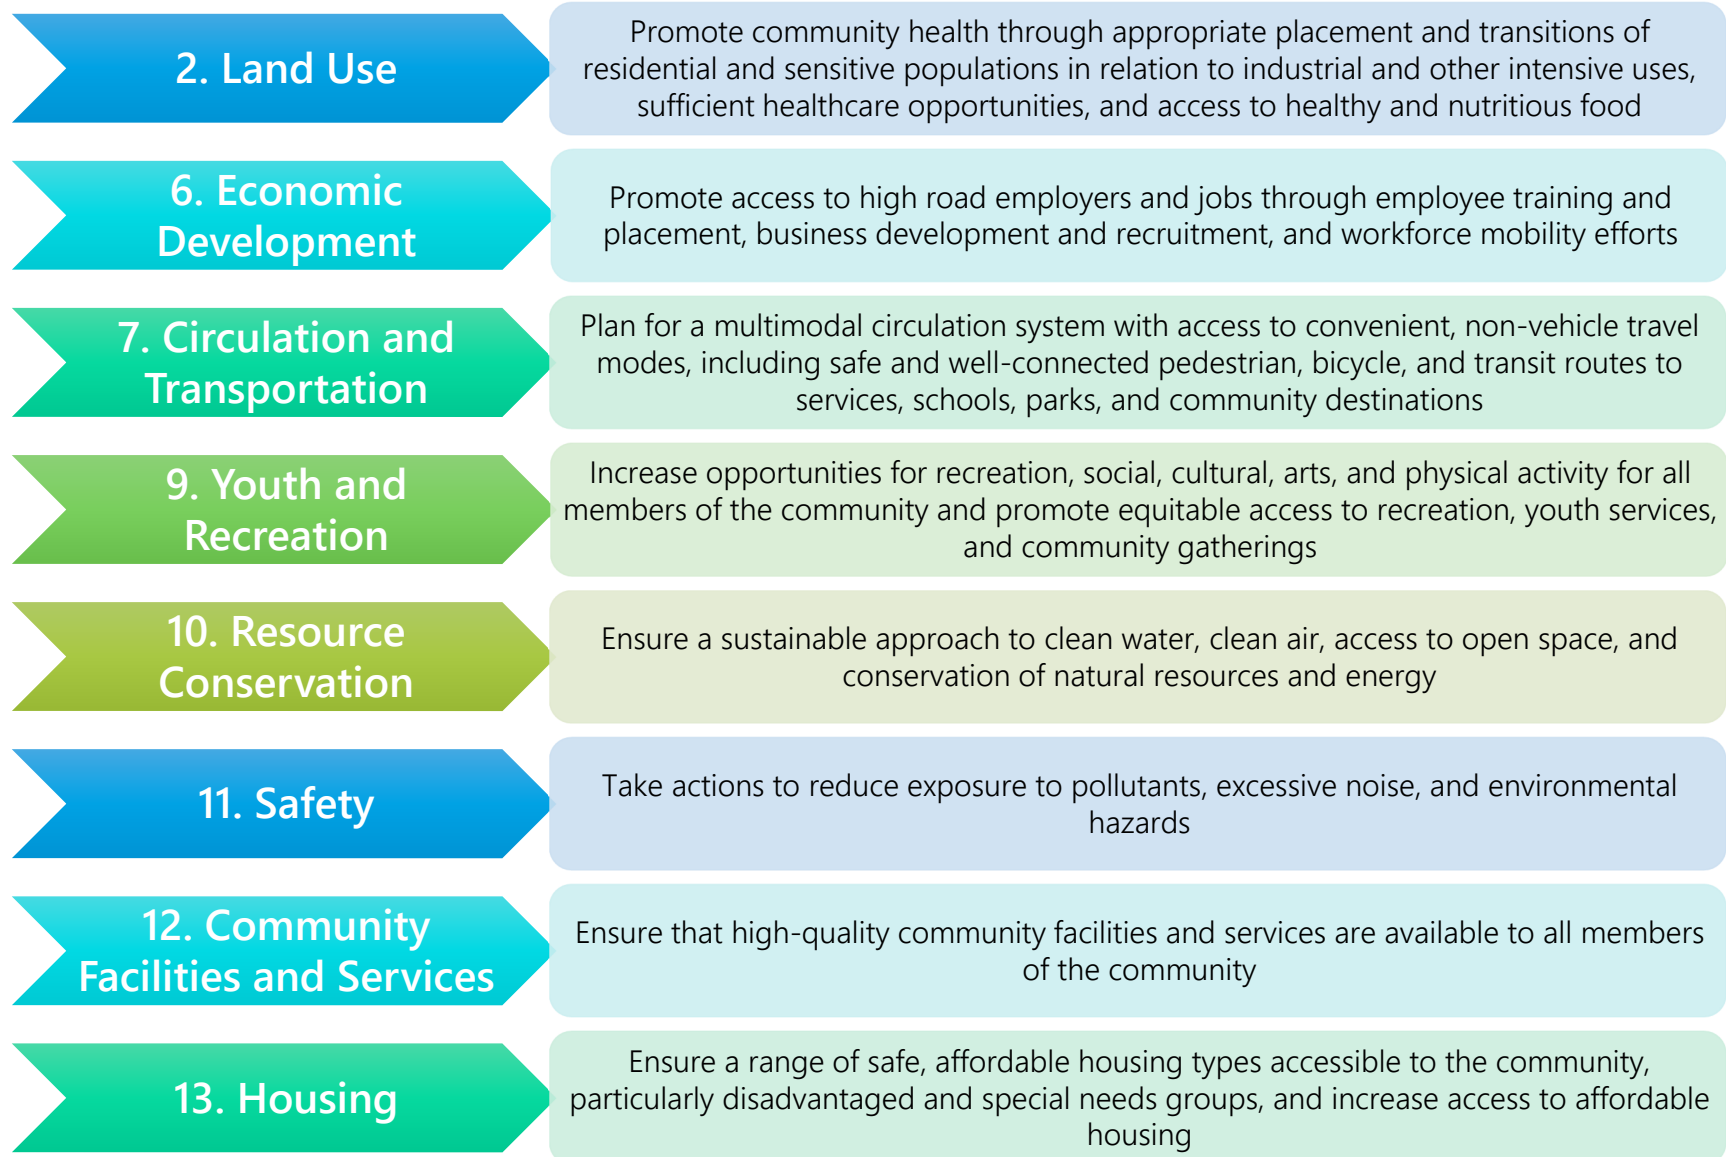 2. Land Use
Promote community health through appropriate placement and transitions of
residential and sensitive populations in relation to industrial and other intensive uses,
sufficient healthcare opportunities, and access to healthy and nutritious food
6. Economic
Development
Promote access to high road employers and jobs through employee training and
placement, business development and recruitment, and workforce mobility efforts
7. Circulation and
Transportation
Plan for a multimodal circulation system with access to convenient, non-vehicle travel
modes, including safe and well-connected pedestrian, bicycle, and transit routes to
services, schools, parks, and community destinations
9. Youth and
Recreation
Increase opportunities for recreation, social, cultural, arts, and physical activity for all
members of the community and promote equitable access to recreation, youth services,
and community gatherings
10. Resource
Conservation
Ensure a sustainable approach to clean water, clean air, access to open space, and
conservation of natural resources and energy
11. Safety
Take actions to reduce exposure to pollutants, excessive noise, and environmental
hazards
12. Community
Facilities and Services
Ensure that high-quality community facilities and services are available to all members
of the community
13. Housing
Ensure a range of safe, affordable housing types accessible to the community,
particularly disadvantaged and special needs groups, and increase access to affordable
housing